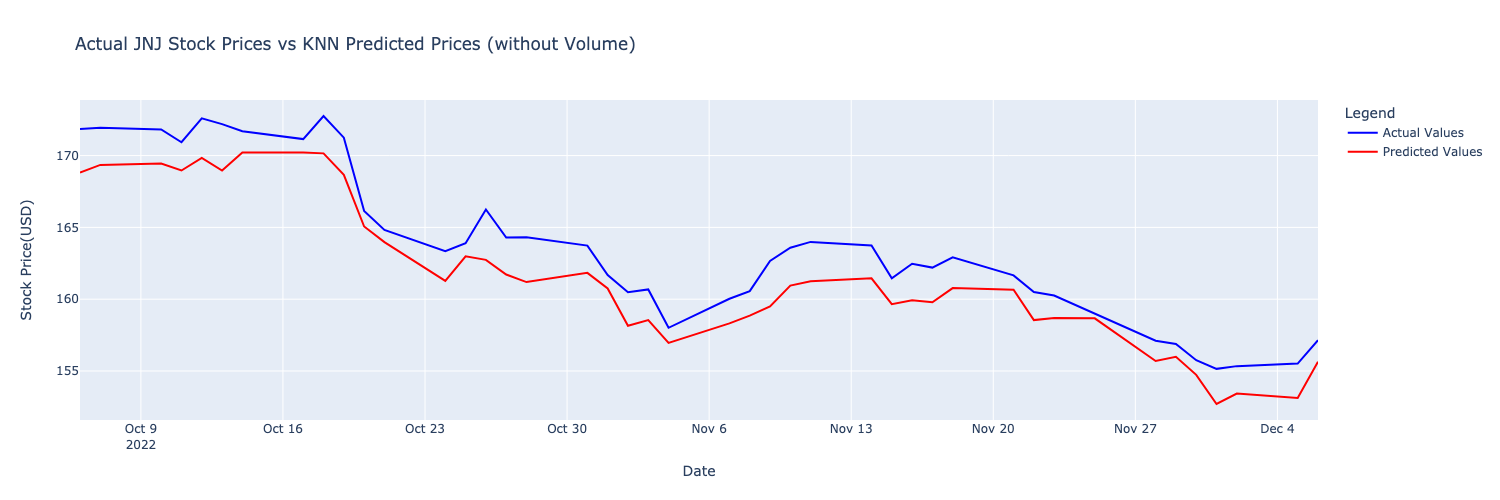 Actual JNJ Stock Prices vs KNN Predicted Prices (without Volume)
Legend
Actual Values
Predicted Values
Stock Price(USD)
170
165
160
155
Oct 9
2022
Oct 16
Oct 23
Oct 30
Nov 6
Nov 13
Nov 20
Nov 27
Dec 4
Date